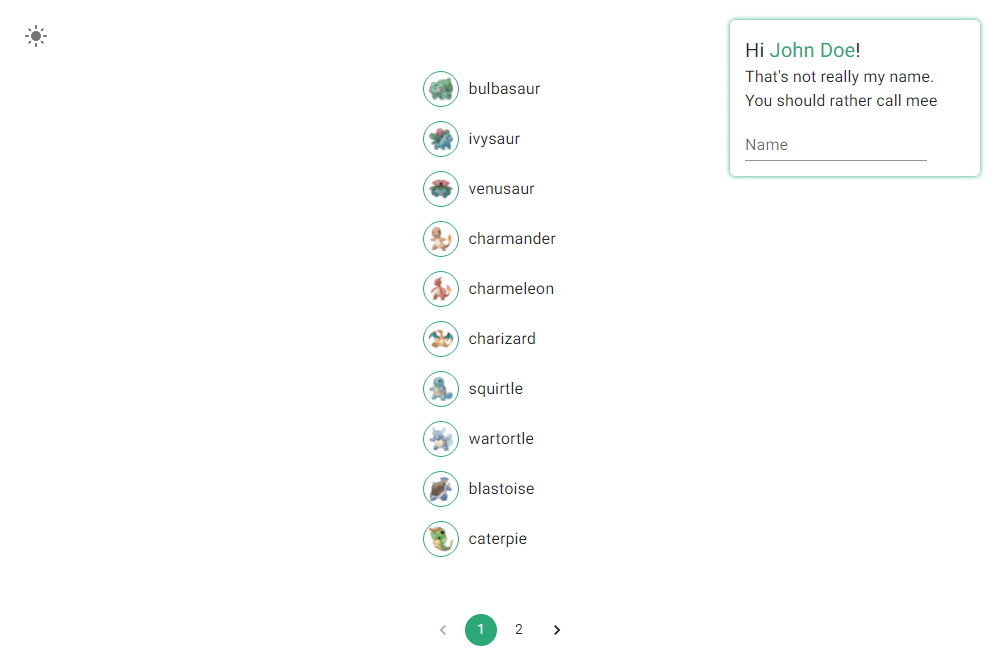 Hi John Doe!
That's not really my name.
You should rather call mee
Name
bulbasaur
ivysaur
venusaur
charmander
charmeleon
charizard
squirtle
wartortle
blastoise
caterpie
1 2